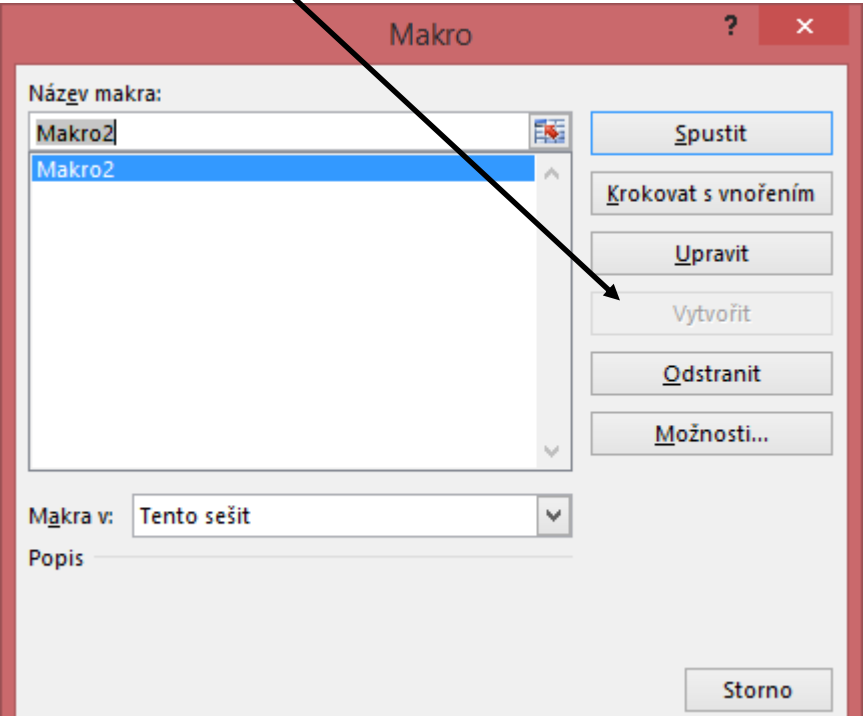 Makro
?
×
Název makra:
Makro2
Makro2
Spustit
Krokovat s vnořením
Upravit
Vytvořit
Odstranit
Možnosti...
Makra v:
Tento sešit
Popis
Storno